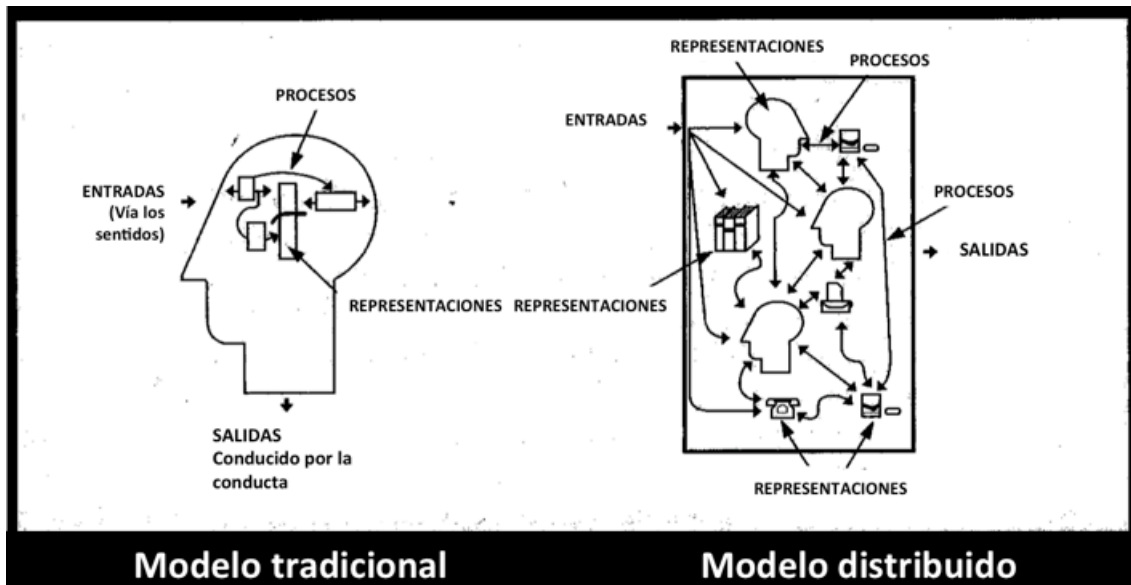 PROCESOS
ENTRADAS
(Vía los
sentidos)
REPRESENTACIONES
SALIDAS
Conducido por la
conducta
REPRESENTACIONES
PROCESOS
ENTRADAS
PROCESOS
SALIDAS
REPRESENTACIONES
REPRESENTACIONES
Modelo tradicional
Modelo distribuido